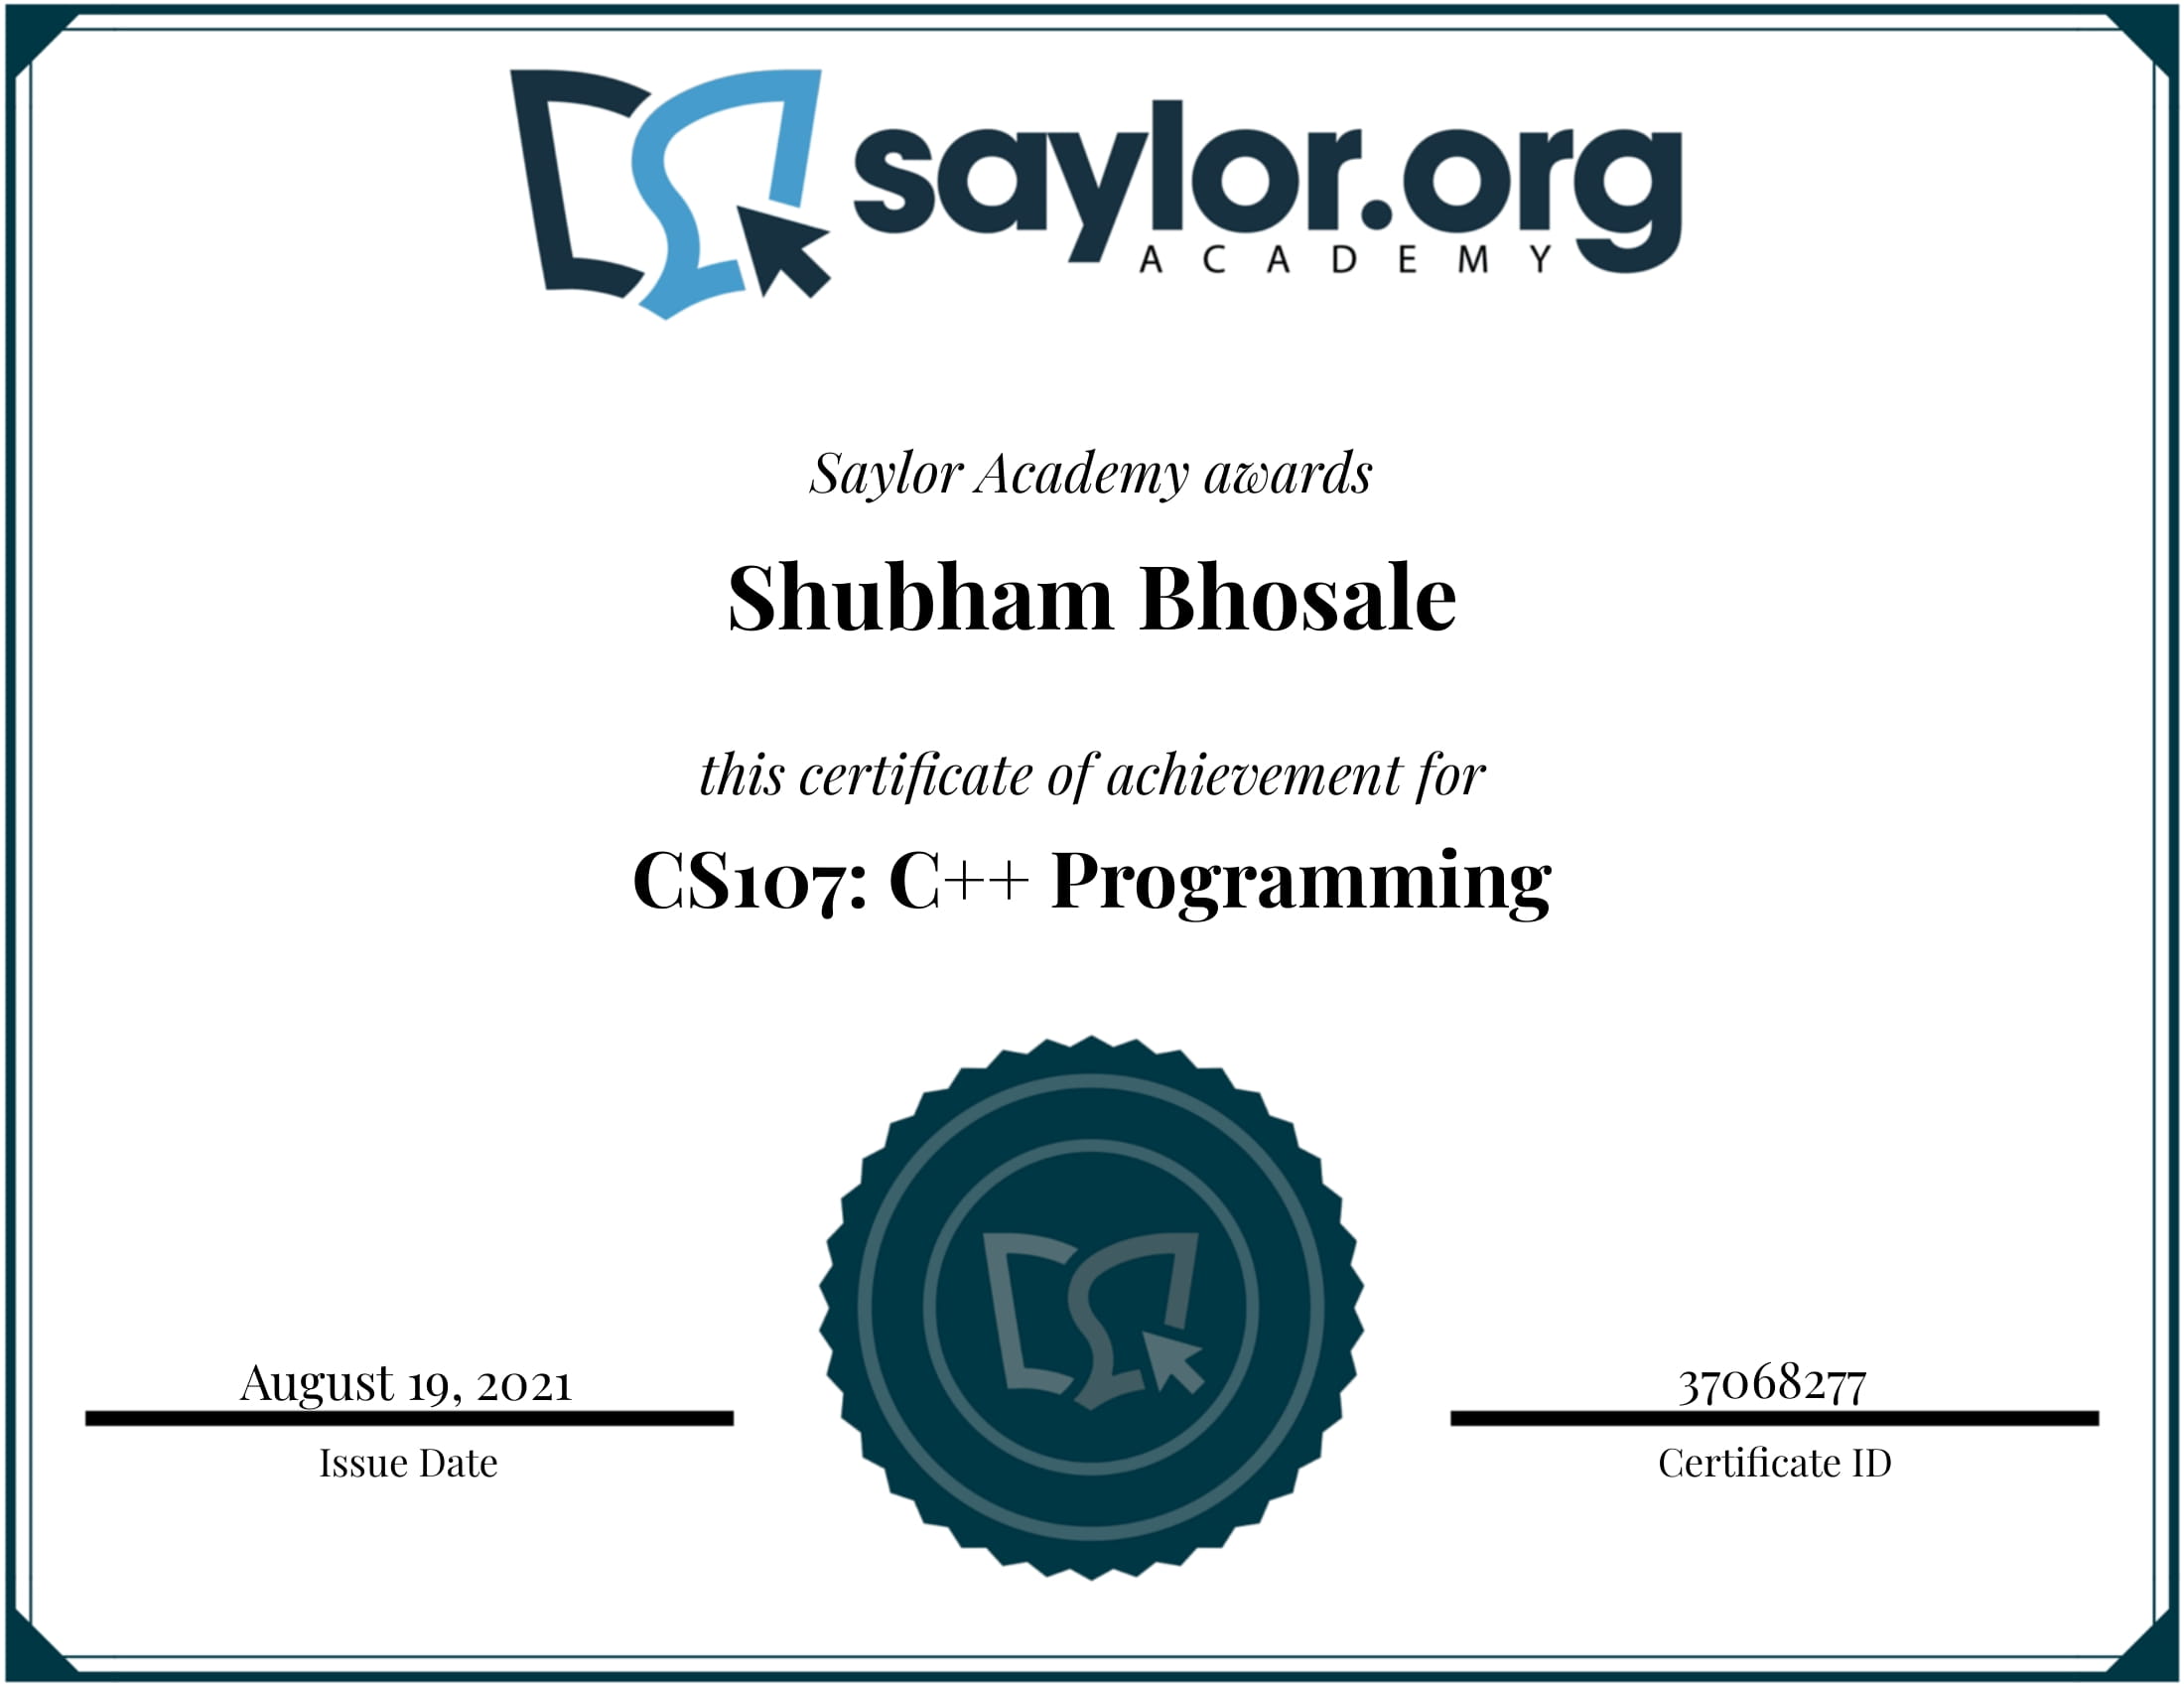 saylor.org
ACADEMY
Saylor Academy awards
Shubham Bhosale
this certificate of achievement for
CS107: C++ Programming
August 19, 2021
Issue Date
37068277
Certificate ID